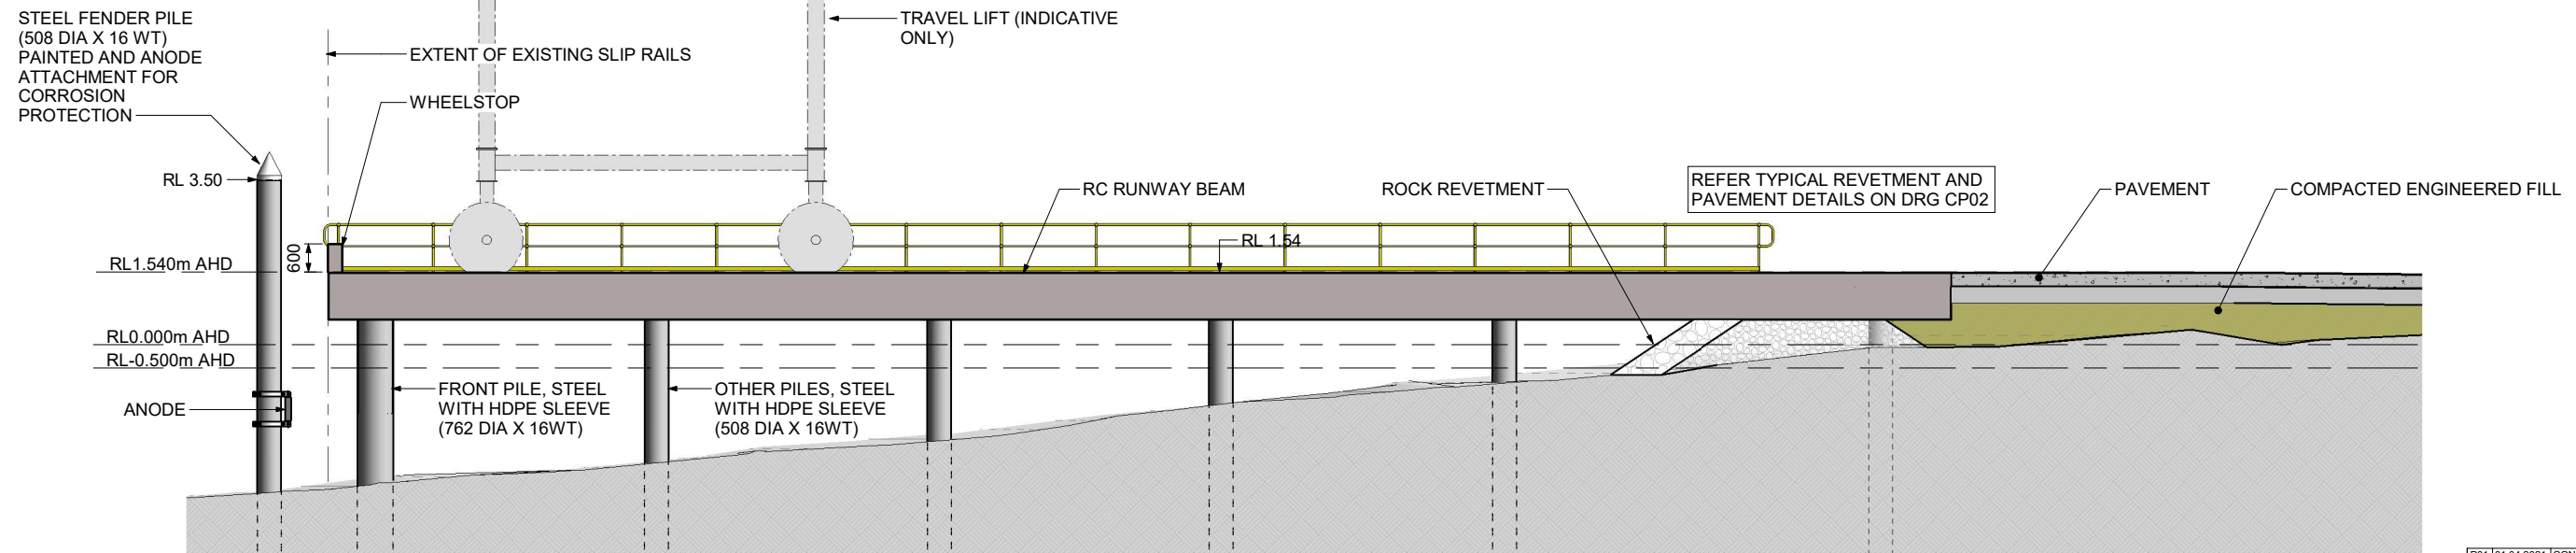 STEEL FENDER PILE
(508 DIA X 16 WT)
PAINTED AND ANODE
ATTACHMENT FOR
CORROSION
PROTECTION
EXTENT OF EXISTING SLIP RAILS
WHEELSTOP
TRAVEL LIFT (INDICATIVE
ONLY)
RL 3.50
RC RUNWAY BEAM
ROCK REVETMENT
REFER TYPICAL REVETMENT AND
PAVEMENT DETAILS ON DRG CP02
PAVEMENT
COMPACTED ENGINEERED FILL
600
RL 1.54
RL1.540m AHD
RL0.000m AHD
RL-0.500m AHD
ANODE
FRONT PILE, STEEL
WITH HDPE SLEEVE
(762 DIA X 16WT)
OTHER PILES, STEEL
WITH HDPE SLEEVE
(508 DIA X 16WT)